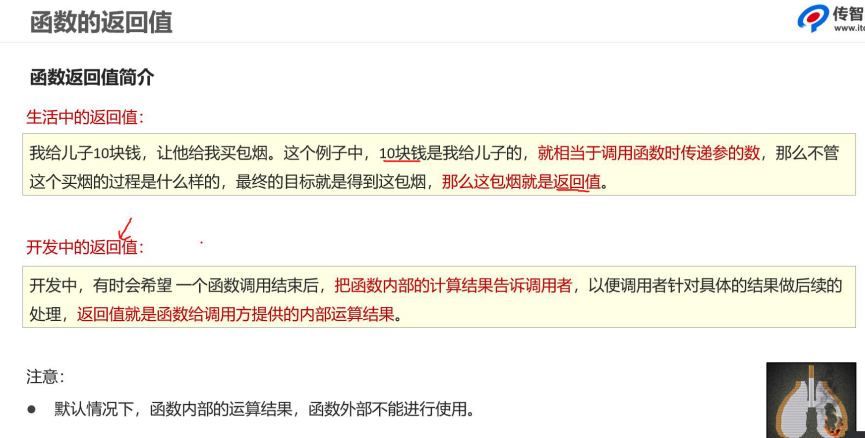 函数的返回值
传智
www.itc
函数返回值简介
生活中的返回值：
我给儿子10块钱，让他给我买包烟。这个例子中，10块钱是我给儿子的，就相当于调用函数时传递参的数，那么不管
这个买烟的过程是什么样的，最终的目标就是得到这包烟，那么这包烟就是返回值。
开发中的返回值：
开发中，有时会希望 一个函数调用结束后，把函数内部的计算结果告诉调用者，以便调用者针对具体的结果做后续的
处理，返回值就是函数给调用方提供的内部运算结果。
注意：
● 默认情况下，函数内部的运算结果，函数外部不能进行使用。